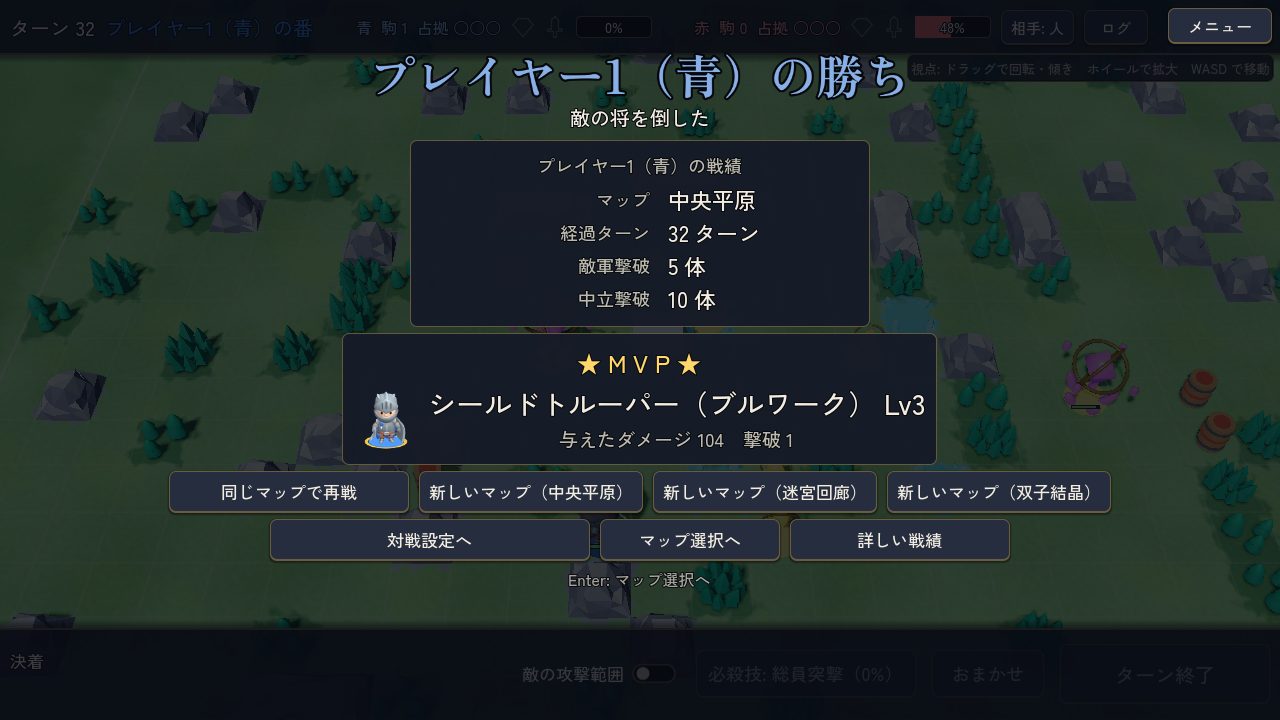 ターン 32 プレイヤー1（青）の番 青 駒 1 占拠 〇〇〇 0% 赤 駒 0 占拠 〇〇〇 48% 相手: 人 ログ メニュー
視点: ドラッグで回転・傾き ホイールで拡大 WASD で移動
プレイヤー1（青）の勝ち
敵の将を倒した
プレイヤー1（青）の戦績
マップ 中央平原
経過ターン 32 ターン
敵軍撃破 5 体
中立撃破 10 体
★ M V P ★
シールドトルーパー（ブルワーク） Lv3
与えたダメージ 104 撃破 1
同じマップで再戦 新しいマップ（中央平原） 新しいマップ（迷宮回廊） 新しいマップ（双子結晶）
対戦設定へ マップ選択へ 詳しい戦績
Enter: マップ選択へ
決着
敵の攻撃範囲 必殺技: 総員突撃（0%） おまかせ ターン終了